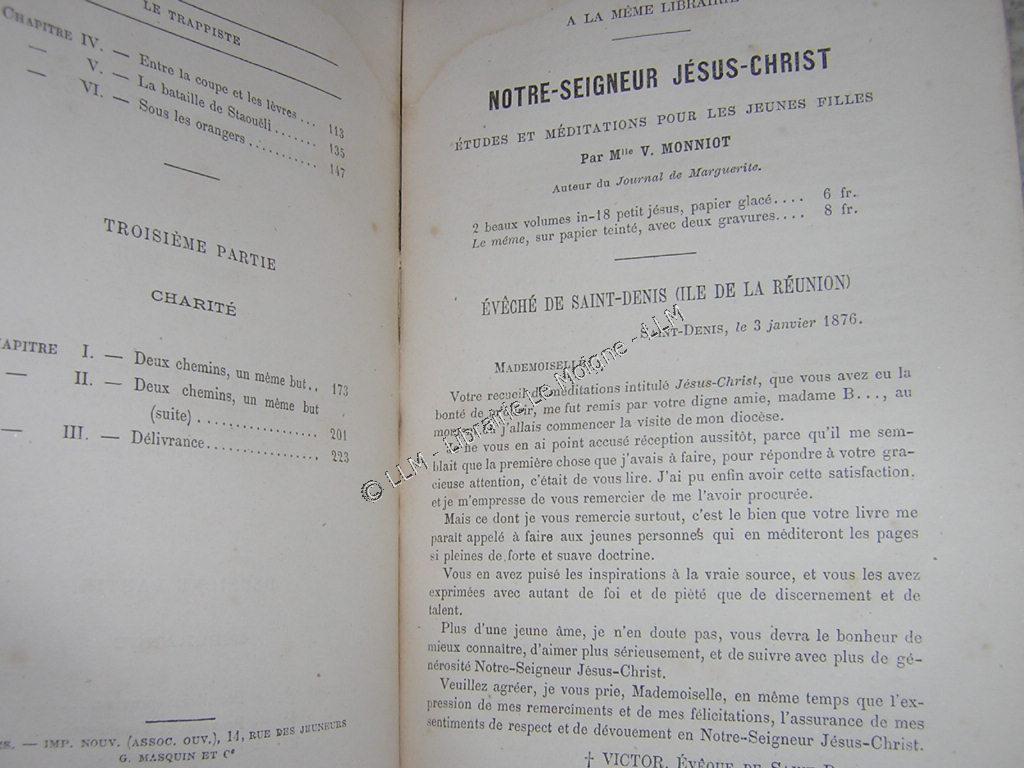 LE TRAPPISTE
CHAPITRE IV. — Entre la coupe et les lèvres... 113
— V. — La bataille de Staouëli....... 135
— VI. — Sous les orangers........... 147
TROISIÈME PARTIE
CHARITÉ
CHAPITRE I. — Deux chemins, un même but.. 173
— II. — Deux chemins, un même but
(suite).................. 201
— III. — Délivrance................ 223
IMP. NOUV. (ASSOC. OUV.), 14, RUE DES JEUNEURS
G. MASQUIN ET Cᵉ
A LA MÊME LIBRAIRIE
NOTRE-SEIGNEUR JÉSUS-CHRIST
ÉTUDES ET MÉDITATIONS POUR LES JEUNES FILLES
Par Mˡˡᵉ V. MONNIOT
Auteur du Journal de Marguerite.
2 beaux volumes in-18 petit jésus, papier glacé.... 6 fr.
Le même, sur papier teinté, avec deux gravures.... 8 fr.
ÉVÊCHÉ DE SAINT-DENIS (ILE DE LA RÉUNION)
SAINT-DENIS, le 3 janvier 1876.
MADEMOISELLE,
Votre recueil de méditations intitulé Jésus-Christ, que vous avez eu la
bonté de m'offrir, me fut remis par votre digne amie, madame B..., au
moment où j'allais commencer la visite de mon diocèse.
ne vous en ai point accusé réception aussitôt, parce qu'il me sem-
blait que la première chose que j'avais à faire, pour répondre à votre gra-
cieuse attention, c'était de vous lire. J'ai pu enfin avoir cette satisfaction,
et je m'empresse de vous remercier de me l'avoir procurée.
Mais ce dont je vous remercie surtout, c'est le bien que votre livre me
paraît appelé à faire aux jeunes personnes qui en méditeront les pages
si pleines de forte et suave doctrine.
Vous en avez puisé les inspirations à la vraie source, et vous les avez
exprimées avec autant de foi et de piété que de discernement et de
talent.
Plus d'une jeune âme, je n'en doute pas, vous devra le bonheur de
mieux connaître, d'aimer plus sérieusement, et de suivre avec plus de gé-
nérosité Notre-Seigneur Jésus-Christ.
Veuillez agréer, je vous prie, Mademoiselle, en même temps que l'ex-
pression de mes remerciments et de mes félicitations, l'assurance de mes
sentiments de respect et de dévouement en Notre-Seigneur Jésus-Christ.
† VICTOR, ÉVÊQUE DE
© LLM - Librairie Le Moigne - LLM